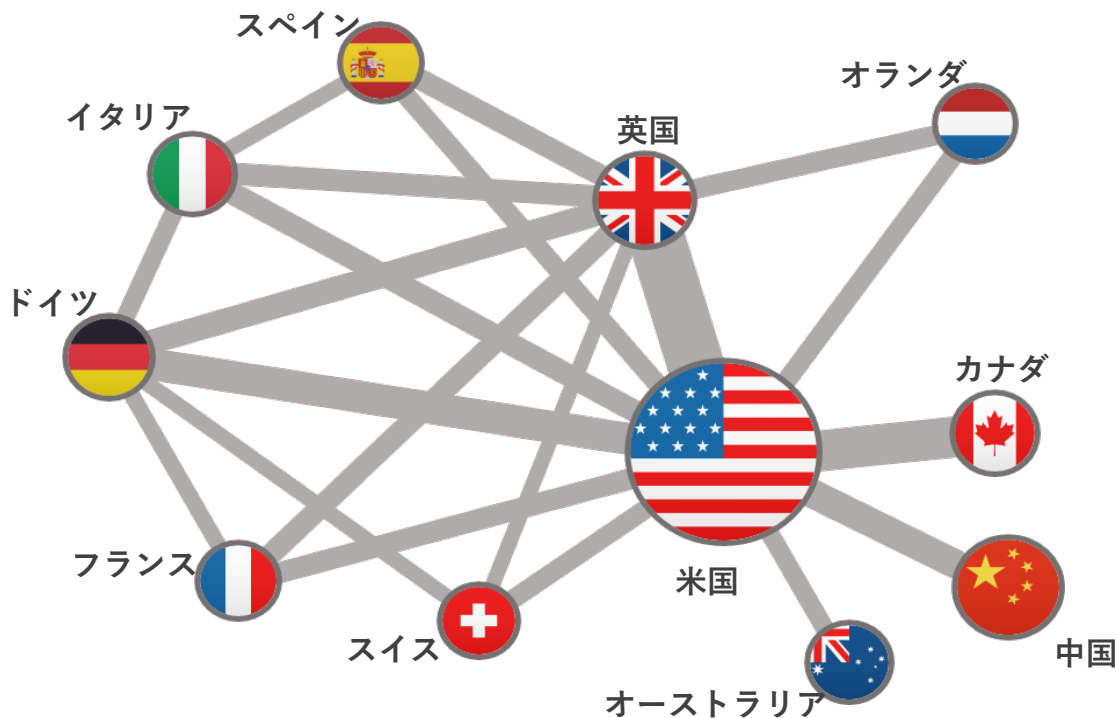 スペイン
オランダ
イタリア
英国
ドイツ
カナダ
フランス
米国
スイス
中国
オーストラリア